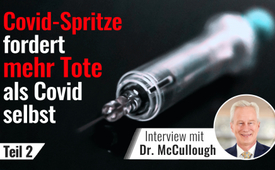 Covid-Spritze
fordert
mehr Tote
als Covid
selbst
Interview mit
Dr. McCullough
Teil 2